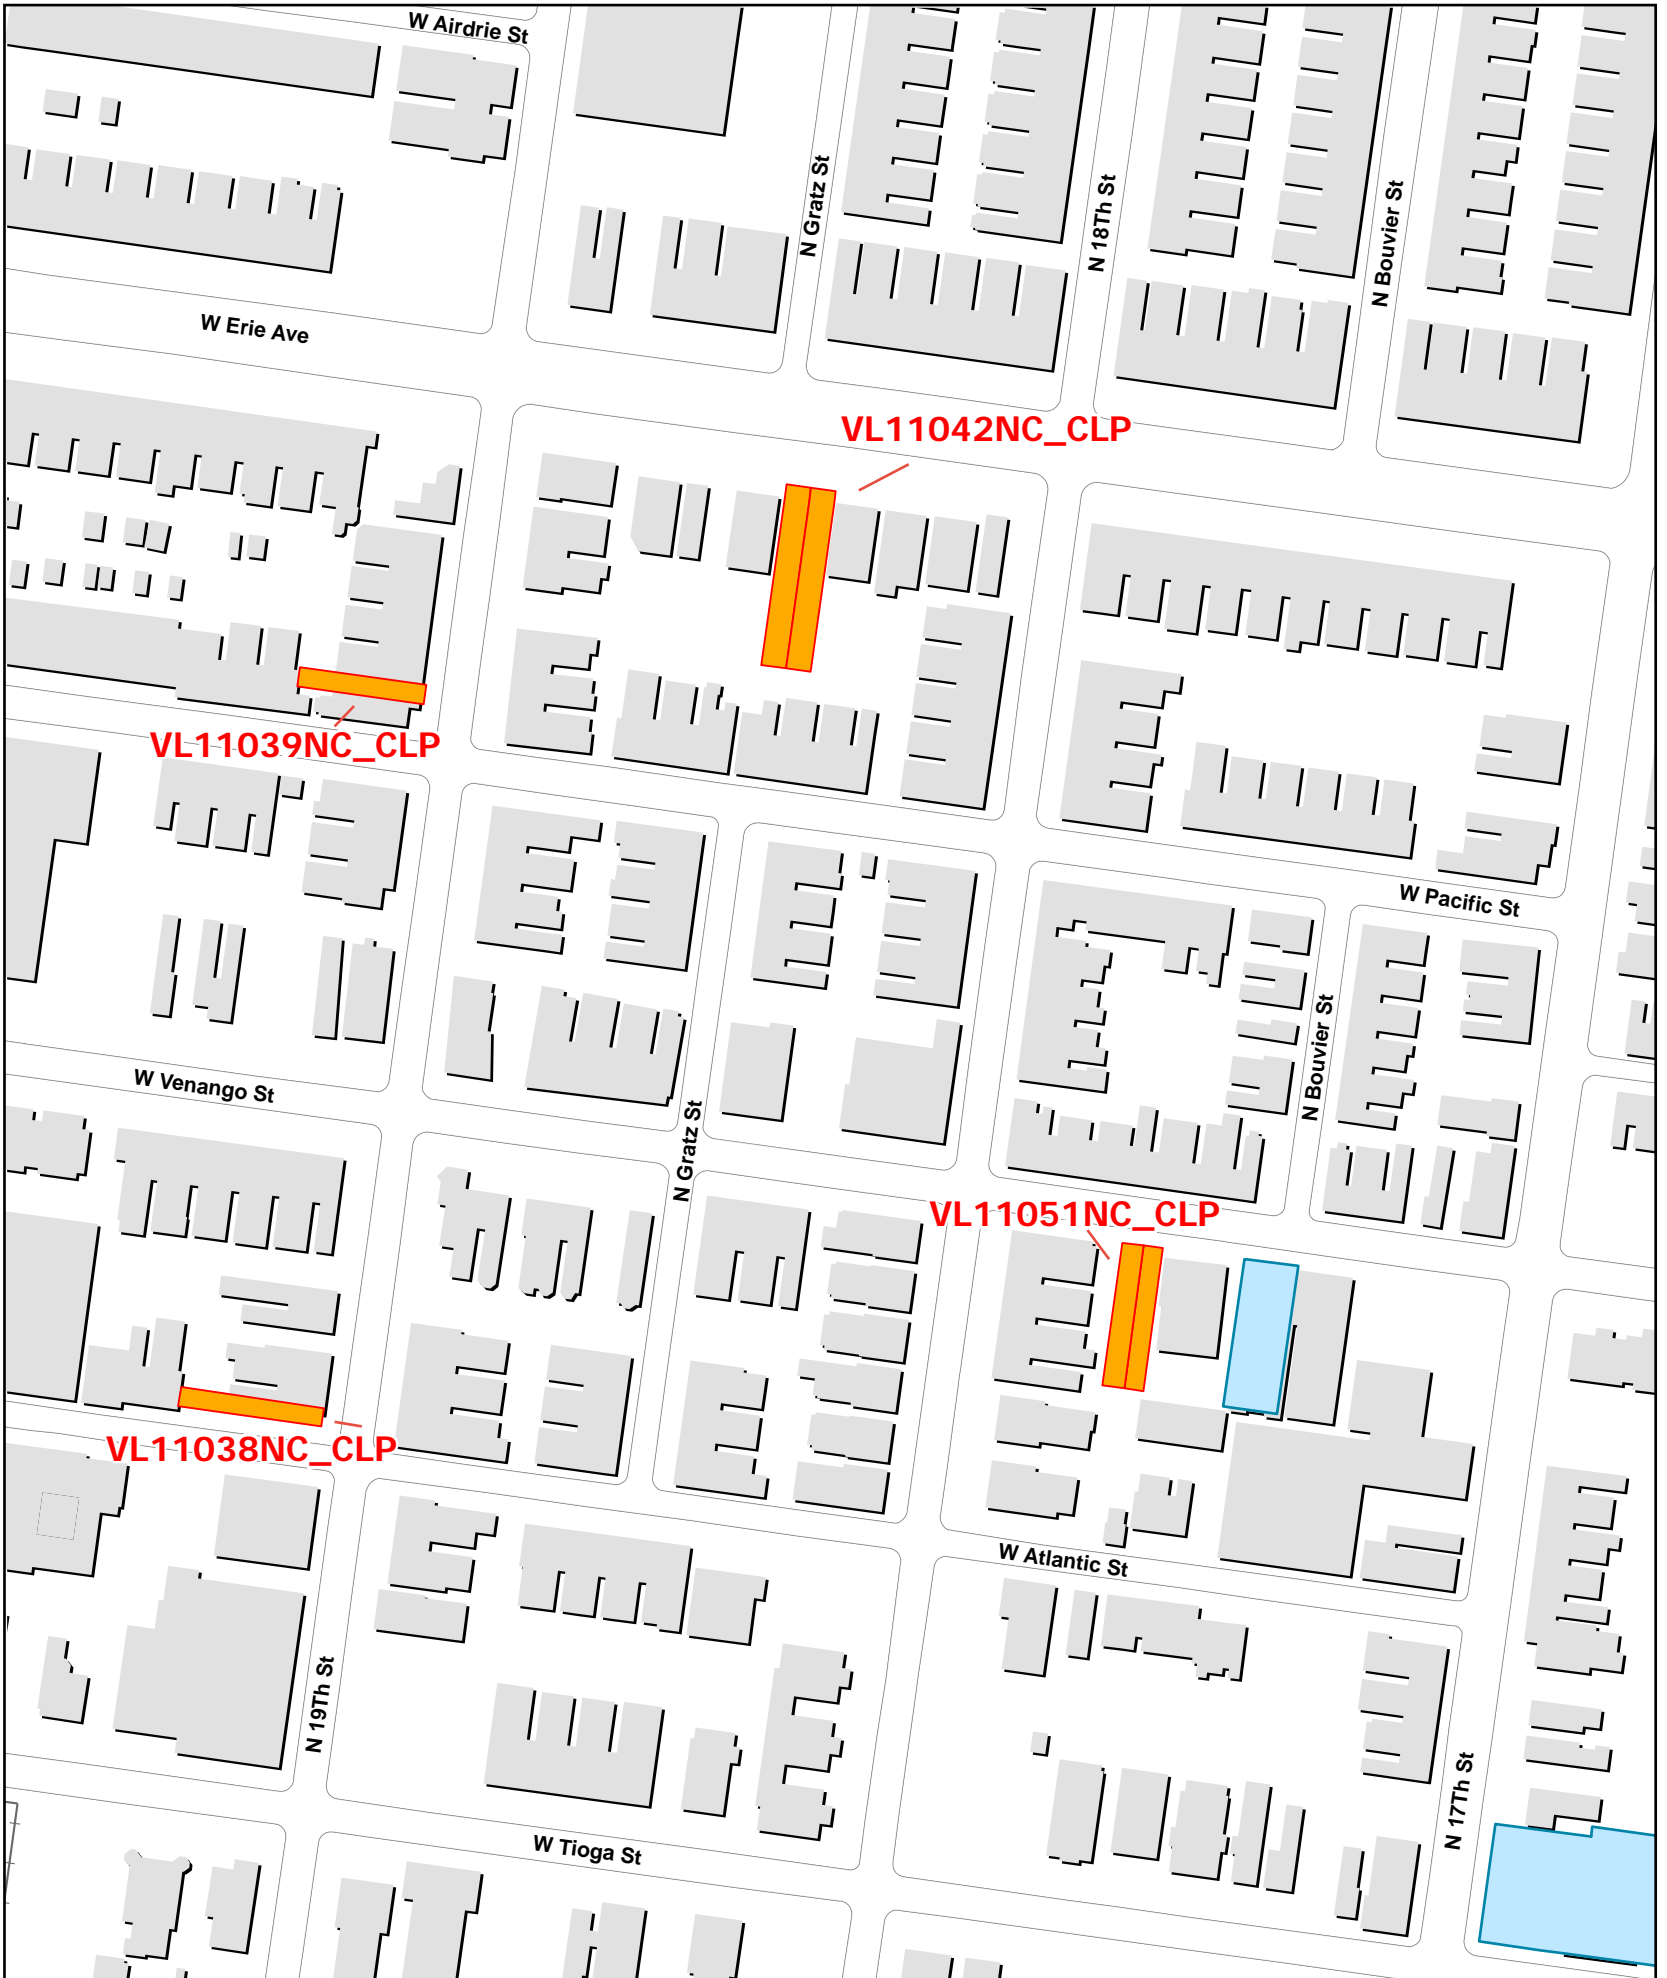 W Airdrie St
N Gratz St
N 18Th St
N Bouvier St
W Erie Ave
VL11042NC_CLP
VL11039NC_CLP
W Pacific St
N Bouvier St
W Venango St
N Gratz St
VL11051NC_CLP
VL11038NC_CLP
W Atlantic St
N 19Th St
N 17Th St
W Tioga St